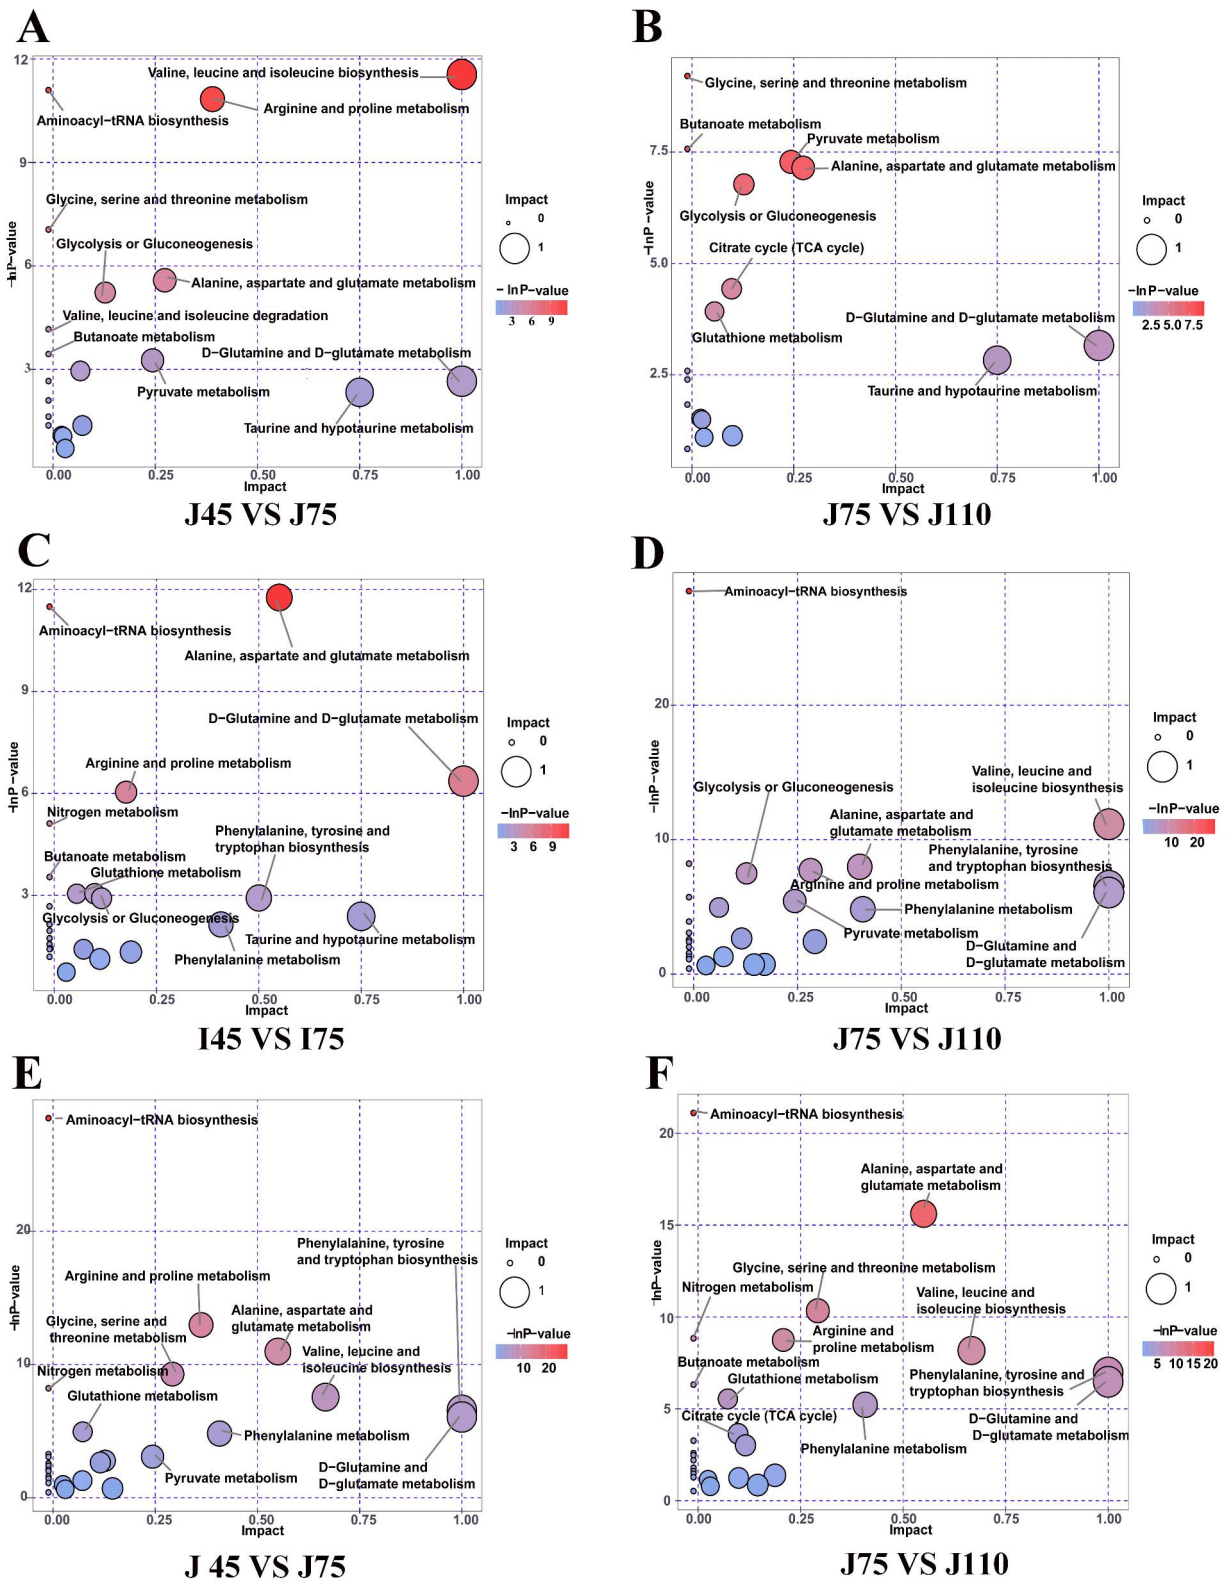 A
12
9
6
3
-lnP-value
Valine, leucine and isoleucine biosynthesis
Arginine and proline metabolism
Aminoacyl-tRNA biosynthesis
Glycine, serine and threonine metabolism
Glycolysis or Gluconeogenesis
Alanine, aspartate and glutamate metabolism
Valine, leucine and isoleucine degradation
Butanoate metabolism
D-Glutamine and D-glutamate metabolism
Pyruvate metabolism
Taurine and hypotaurine metabolism
0.00 0.25 0.50 0.75 1.00
Impact
Impact
0
1
-lnP-value
3 6 9
J45 VS J75
B
7.5
5.0
2.5
-lnP-value
Glycine, serine and threonine metabolism
Butanoate metabolism
Pyruvate metabolism
Alanine, aspartate and glutamate metabolism
Glycolysis or Gluconeogenesis
Citrate cycle (TCA cycle)
D-Glutamine and D-glutamate metabolism
Glutathione metabolism
Taurine and hypotaurine metabolism
0.00 0.25 0.50 0.75 1.00
Impact
Impact
0
1
-lnP-value
2.5 5.0 7.5
J75 VS J110
C
12
9
6
3
-lnP-value
Aminoacyl-tRNA biosynthesis
Alanine, aspartate and glutamate metabolism
D-Glutamine and D-glutamate metabolism
Arginine and proline metabolism
Nitrogen metabolism
Phenylalanine, tyrosine and
tryptophan biosynthesis
Butanoate metabolism
Glutathione metabolism
Glycolysis or Gluconeogenesis
Taurine and hypotaurine metabolism
Phenylalanine metabolism
0.00 0.25 0.50 0.75 1.00
Impact
Impact
0
1
-lnP-value
3 6 9
I45 VS I75
D
20
10
0
-lnP-value
Aminoacyl-tRNA biosynthesis
Valine, leucine and
isoleucine biosynthesis
Glycolysis or Gluconeogenesis
Alanine, aspartate and
glutamate metabolism
Phenylalanine, tyrosine
and tryptophan biosynthesis
Arginine and proline metabolism
Phenylalanine metabolism
Pyruvate metabolism
D-Glutamine and
D-glutamate metabolism
0.00 0.25 0.50 0.75 1.00
Impact
Impact
0
1
-lnP-value
10 20
J75 VS J110
E
20
10
0
-lnP-value
Aminoacyl-tRNA biosynthesis
Phenylalanine, tyrosine
and tryptophan biosynthesis
Arginine and proline metabolism
Alanine, aspartate and
glutamate metabolism
Glycine, serine and
threonine metabolism
Valine, leucine and
isoleucine biosynthesis
Nitrogen metabolism
Glutathione metabolism
Phenylalanine metabolism
Pyruvate metabolism
D-Glutamine and
D-glutamate metabolism
0.00 0.25 0.50 0.75 1.00
Impact
Impact
0
1
-lnP-value
10 20
J 45 VS J75
F
20
15
10
5
0
-lnP-value
Aminoacyl-tRNA biosynthesis
Alanine, aspartate and
glutamate metabolism
Glycine, serine and threonine metabolism
Nitrogen metabolism
Valine, leucine and
isoleucine biosynthesis
Arginine and
proline metabolism
Butanoate metabolism
Glutathione metabolism
Phenylalanine, tyrosine and
tryptophan biosynthesis
Citrate cycle (TCA cycle)
D-Glutamine and
D-glutamate metabolism
Phenylalanine metabolism
0.00 0.25 0.50 0.75 1.00
Impact
Impact
0
1
-lnP-value
5 10 15 20
J75 VS J110